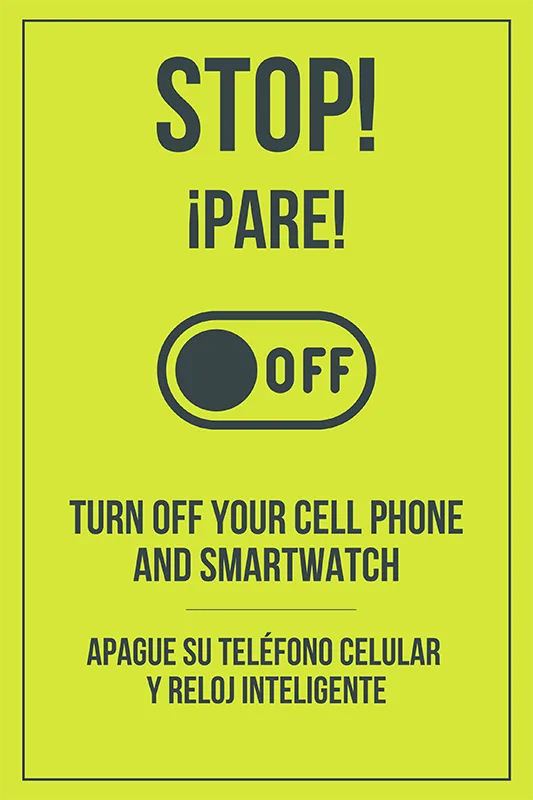 STOP!
¡PARE!
OFF
TURN OFF YOUR CELL PHONE
AND SMARTWATCH
APAGUE SU TELÉFONO CELULAR
Y RELOJ INTELIGENTE